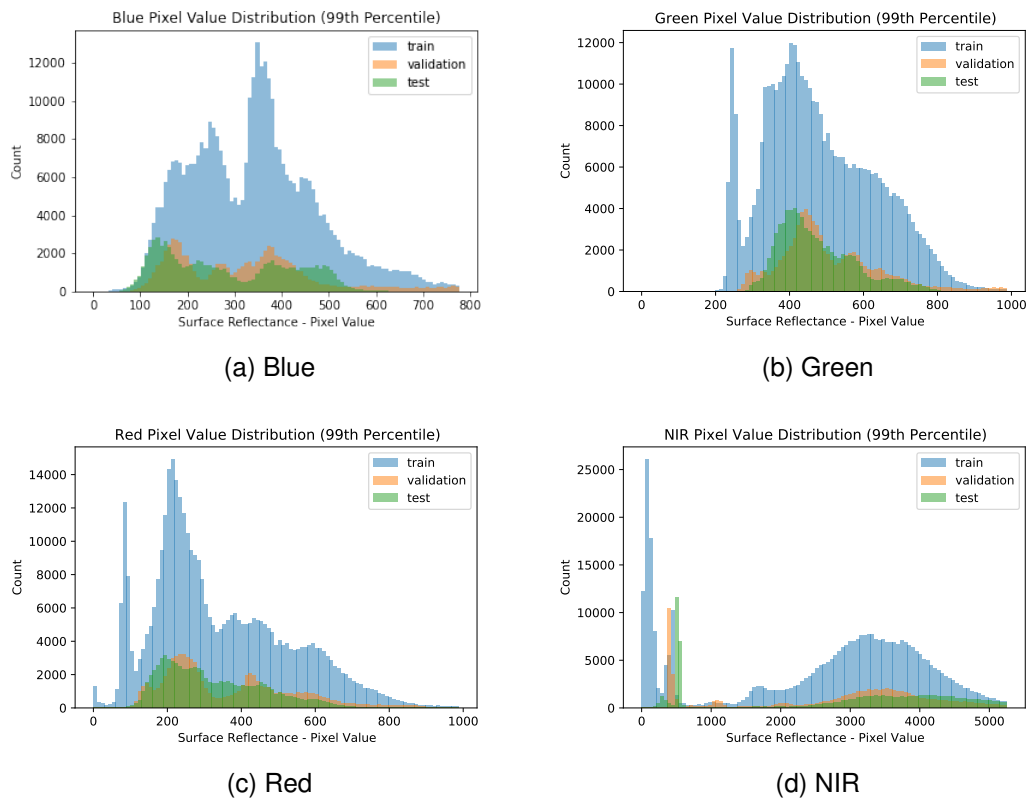 Blue Pixel Value Distribution (99th Percentile)
train
validation
test
12000
10000
8000
6000
4000
2000
0
Count
0 100 200 300 400 500 600 700 800
Surface Reflectance - Pixel Value
(a) Blue
Green Pixel Value Distribution (99th Percentile)
train
validation
test
12000
10000
8000
6000
4000
2000
0
Count
0 200 400 600 800 1000
Surface Reflectance - Pixel Value
(b) Green
Red Pixel Value Distribution (99th Percentile)
train
validation
test
14000
12000
10000
8000
6000
4000
2000
0
Count
0 200 400 600 800 1000
Surface Reflectance - Pixel Value
(c) Red
NIR Pixel Value Distribution (99th Percentile)
train
validation
test
25000
20000
15000
10000
5000
0
Count
0 1000 2000 3000 4000 5000
Surface Reflectance - Pixel Value
(d) NIR